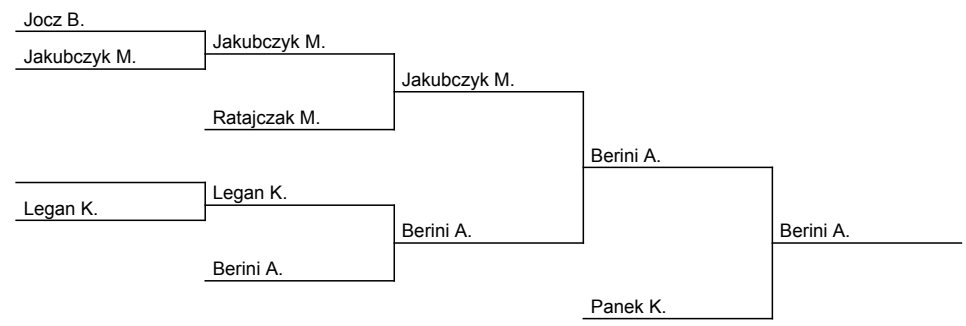 Jocz B.
Jakubczyk M.
Jakubczyk M.
Jakubczyk M.
Ratajczak M.
Berini A.
Legan K.
Legan K.
Berini A.
Berini A.
Berini A.
Panek K.